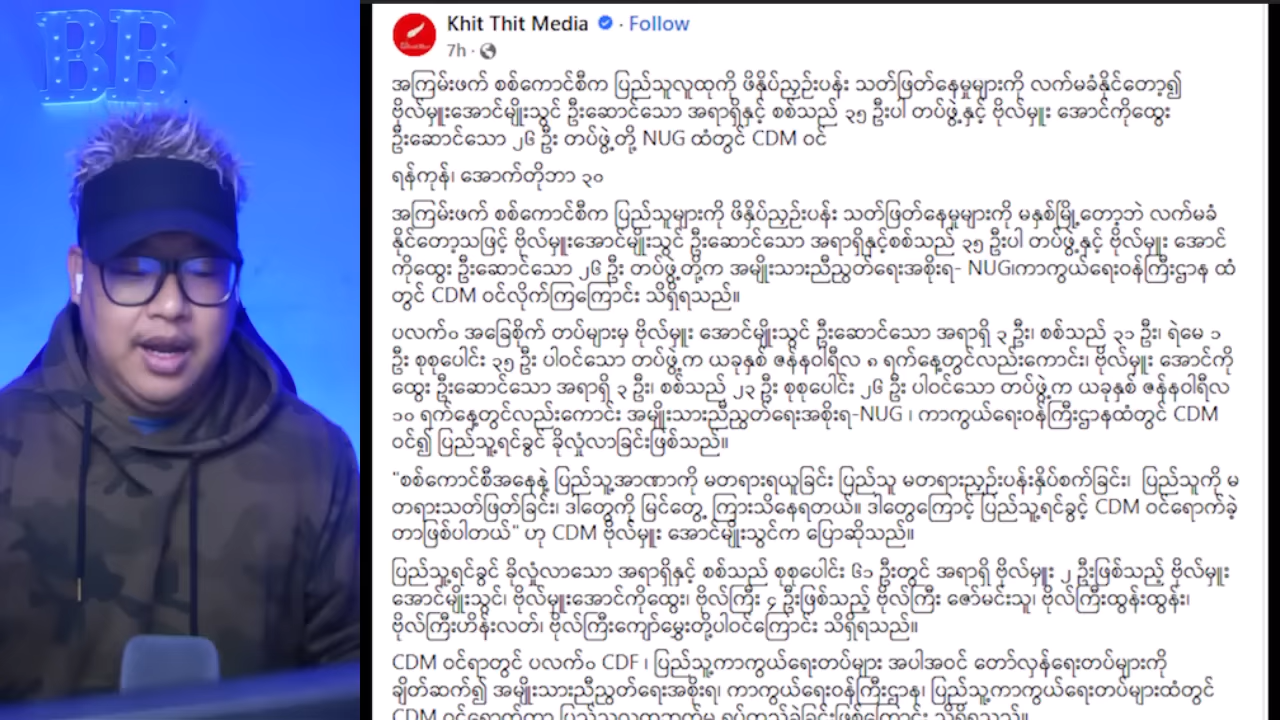 BB
Khit Thit Media · Follow
7h ·
အကြမ်းဖက် စစ်ကောင်စီက ပြည်သူလူထုကို ဖိနှိပ်ညှဉ်းပန်း သတ်ဖြတ်နေမှုများကို လက်မခံနိုင်တော့၍
ဗိုလ်မှူးအောင်မျိုးသွင် ဦးဆောင်သော အရာရှိနှင့် စစ်သည် ၃၅ ဦးပါ တပ်ဖွဲ့နှင့် ဗိုလ်မှူး အောင်ကိုထွေး
ဦးဆောင်သော ၂၆ ဦး တပ်ဖွဲ့တို့ NUG ထံတွင် CDM ဝင်
ရန်ကုန်၊ အောက်တိုဘာ ၃၀
အကြမ်းဖက် စစ်ကောင်စီက ပြည်သူများကို ဖိနှိပ်ညှဉ်းပန်း သတ်ဖြတ်နေမှုများကို မနှစ်မြို့တော့ဘဲ လက်မခံ
နိုင်တော့သဖြင့် ဗိုလ်မှူးအောင်မျိုးသွင် ဦးဆောင်သော အရာရှိနှင့်စစ်သည် ၃၅ ဦးပါ တပ်ဖွဲ့နှင့် ဗိုလ်မှူး အောင်
ကိုထွေး ဦးဆောင်သော ၂၆ ဦး တပ်ဖွဲ့တို့က အမျိုးသားညီညွတ်ရေးအစိုးရ- NUG၊ကာကွယ်ရေးဝန်ကြီးဌာန ထံ
တွင် CDM ဝင်လိုက်ကြကြောင်း သိရှိရသည်။
ပလက်ဝ အခြေစိုက် တပ်များမှ ဗိုလ်မှူး အောင်မျိုးသွင် ဦးဆောင်သော အရာရှိ ၃ ဦး၊ စစ်သည် ၃၁ ဦး၊ ရဲမေ ၁
ဦး စုစုပေါင်း ၃၅ ဦး ပါဝင်သော တပ်ဖွဲ့က ယခုနှစ် ဇန်နဝါရီလ ၈ ရက်နေ့တွင်လည်းကောင်း၊ ဗိုလ်မှူး အောင်ကို
ထွေး ဦးဆောင်သော အရာရှိ ၃ ဦး၊ စစ်သည် ၂၃ ဦး စုစုပေါင်း ၂၆ ဦး ပါဝင်သော တပ်ဖွဲ့က ယခုနှစ် ဇန်နဝါရီလ
၁၀ ရက်နေ့တွင်လည်းကောင်း အမျိုးသားညီညွတ်ရေးအစိုးရ-NUG ၊ ကာကွယ်ရေးဝန်ကြီးဌာနထံတွင် CDM
ဝင်၍ ပြည်သူ့ရင်ခွင် ခိုလှုံလာခြင်းဖြစ်သည်။
"စစ်ကောင်စီအနေနဲ့ ပြည်သူ့အာဏာကို မတရားရယူခြင်း ပြည်သူ မတရားညှဉ်းပန်းနှိပ်စက်ခြင်း၊ ပြည်သူကို မ
တရားသတ်ဖြတ်ခြင်း၊ ဒါတွေကို မြင်တွေ့ ကြားသိနေရတယ်။ ဒါတွေကြောင့် ပြည်သူ့ရင်ခွင့် CDM ဝင်ရောက်ခဲ့
တာဖြစ်ပါတယ်" ဟု CDM ဗိုလ်မှူး အောင်မျိုးသွင်က ပြောဆိုသည်။
ပြည်သူ့ရင်ခွင် ခိုလှုံလာသော အရာရှိနှင့် စစ်သည် စုစုပေါင်း ၆၁ ဦးတွင် အရာရှိ ဗိုလ်မှူး ၂ ဦးဖြစ်သည့် ဗိုလ်မှူး
အောင်မျိုးသွင်၊ ဗိုလ်မှူးအောင်ကိုထွေး၊ ဗိုလ်ကြီး ၄ ဦးဖြစ်သည့် ဗိုလ်ကြီး ဇော်မင်းသူ၊ ဗိုလ်ကြီးထွန်းထွန်း၊
ဗိုလ်ကြီးဟိန်းလတ်၊ ဗိုလ်ကြီးကျော်မွှေးတို့ပါဝင်ကြောင်း သိရှိရသည်။
CDM ဝင်ရာတွင် ပလက်ဝ CDF ၊ ပြည်သူ့ကာကွယ်ရေးတပ်များ အပါအဝင် တော်လှန်ရေးတပ်များကို
ချိတ်ဆက်၍ အမျိုးသားညီညွတ်ရေးအစိုးရ၊ ကာကွယ်ရေးဝန်ကြီးဌာန၊ ပြည်သူ့ကာကွယ်ရေးတပ်များထံတွင်